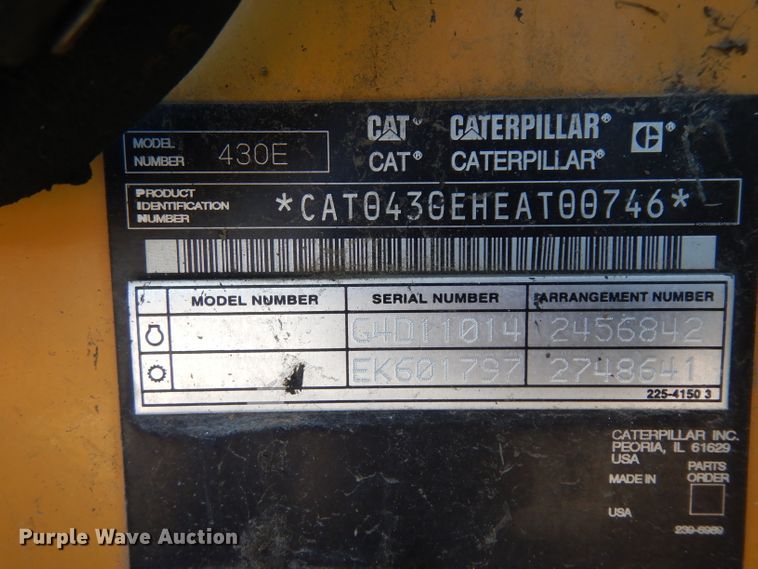 CAT® CATERPILLAR® C®
MODEL NUMBER 430E
CAT® CATERPILLAR®
PRODUCT IDENTIFICATION NUMBER *CAT0430EHEAT00746*
MODEL NUMBER SERIAL NUMBER ARRANGEMENT NUMBER
G4D11014 2456842
EK601797 2748641
225-4150 3
CATERPILLAR INC.
PEORIA, IL 61629
USA
PARTS
MADE IN ORDER
USA
239-6989
Purple Wave Auction